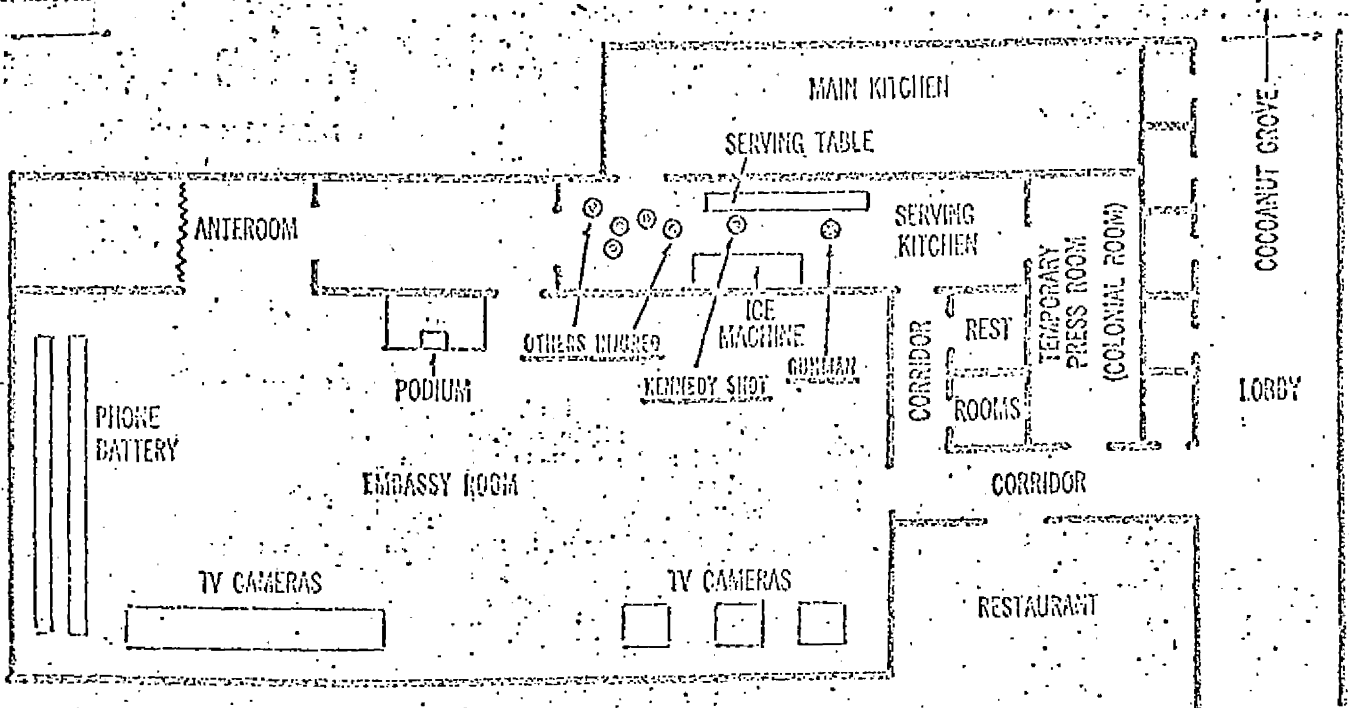 MAIN KITCHEN
COCOANUT GROVE
SERVING TABLE
ANTEROOM
SERVING
KITCHEN
TEMPORARY
PRESS ROOM
(COLONIAL ROOM)
ICE
MACHINE
OTHERS INJURED
KENNEDY SHOT
GUNMAN
CORRIDOR
REST
ROOMS
PODIUM
LOBBY
PHONE
BATTERY
EMBASSY ROOM
CORRIDOR
TV CAMERAS
TV CAMERAS
RESTAURANT